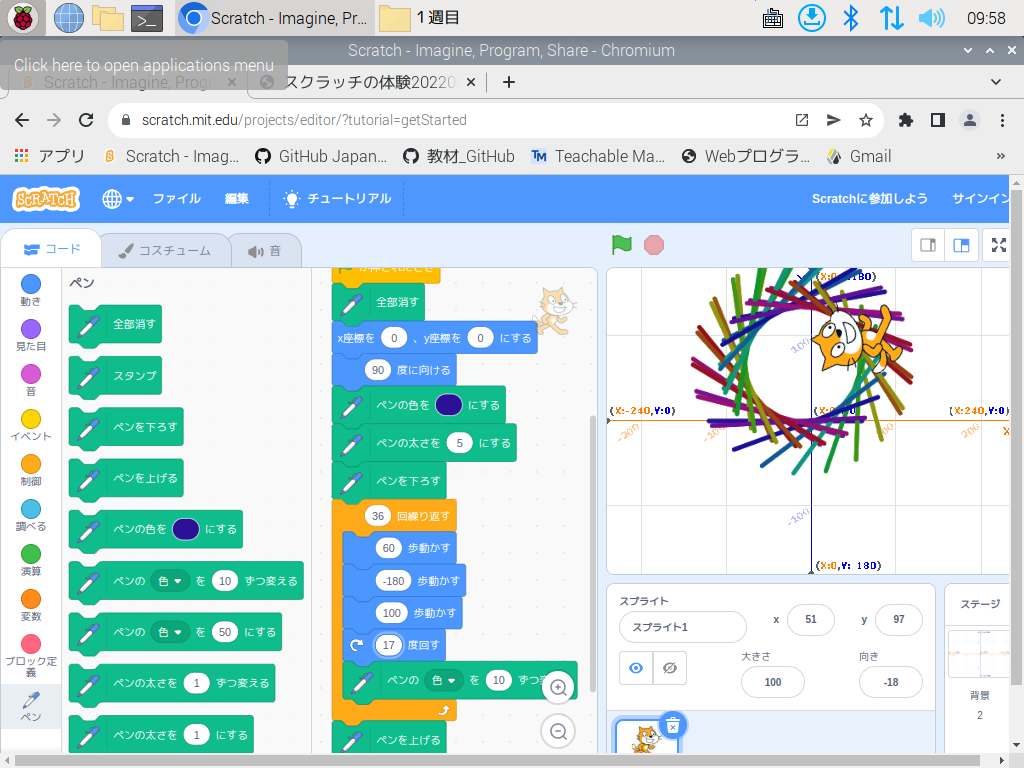 Scratch - Imagine, Pr...
1 週目
09:58
Scratch - Imagine, Program, Share - Chromium
Click here to open applications menu
Scratch - Imagine, Prog
スクラッチの体験20220
scratch.mit.edu/projects/editor/?tutorial=getStarted
アプリ
Scratch - Imag...
GitHub Japan...
教材_GitHub
Teachable Ma...
Webプログラ...
Gmail
»
SCRATCH
ファイル
編集
チュートリアル
Scratchに参加しよう
サインイン
コード
コスチューム
音
動き
見た目
音
イベント
制御
調べる
演算
変数
ブロック定義
ペン
ペン
全部消す
スタンプ
ペンを下ろす
ペンを上げる
ペンの色を にする
ペンの 色 を 10 ずつ変える
ペンの 色 を 50 にする
ペンの太さを 1 ずつ変える
ペンの太さを 1 にする
が押されたとき
全部消す
x座標を 0 、y座標を 0 にする
90 度に向ける
ペンの色を にする
ペンの太さを 5 にする
ペンを下ろす
36 回繰り返す
60 歩動かす
-180 歩動かす
100 歩動かす
17 度回す
ペンの 色 を 10 ずつ変
ペンを上げる
(X:-240,Y:0)
(X:240,Y:0)
-200
-100
200
100
-100
X
(X:0,Y:-180)
スプライト
スプライト1
x 51
y 97
大きさ
100
向き
-18
ステージ
背景
2